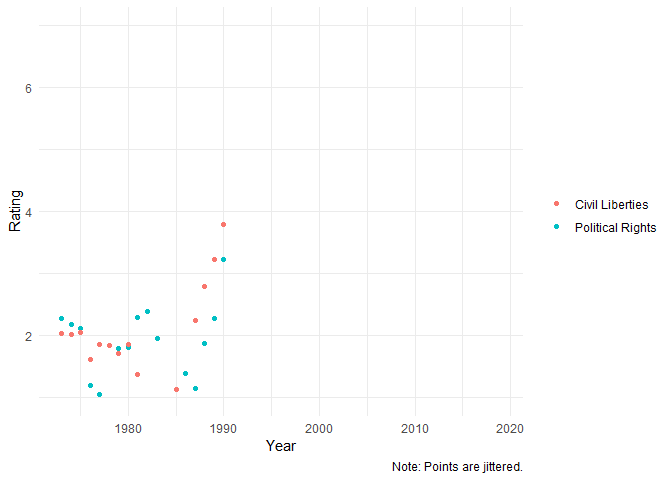 6
4
2
Rating
1980 1990 2000 2010 2020
Year
Civil Liberties
Political Rights
Note: Points are jittered.